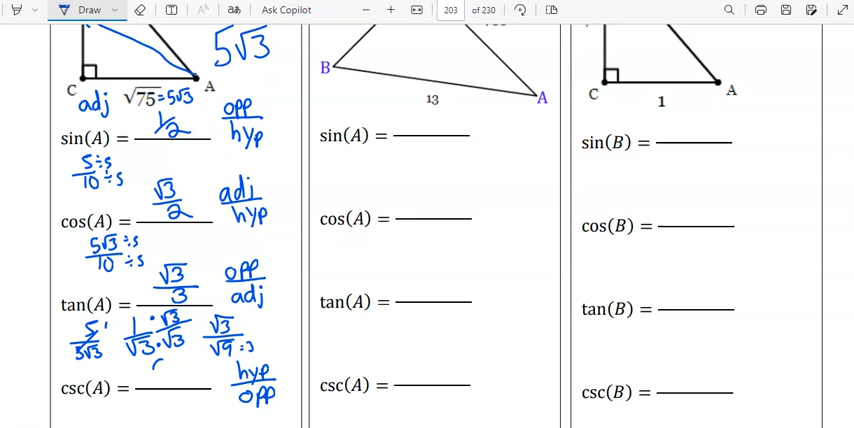 Draw
Ask Copilot
203 of 230
5√3
C
A
√75 = 5√3
adj
opp
hyp
sin(A) =
1/2
5÷5
10÷5
cos(A) =
√3
2
adj
hyp
5√3÷5
10÷5
tan(A) =
√3
3
opp
adj
5 1
5√3
1 · √3
√3 · √3
√3
√9=3
csc(A) =
hyp
opp
B
A
13
sin(A) =
cos(A) =
tan(A) =
csc(A) =
C
A
1
sin(B) =
cos(B) =
tan(B) =
csc(B) =